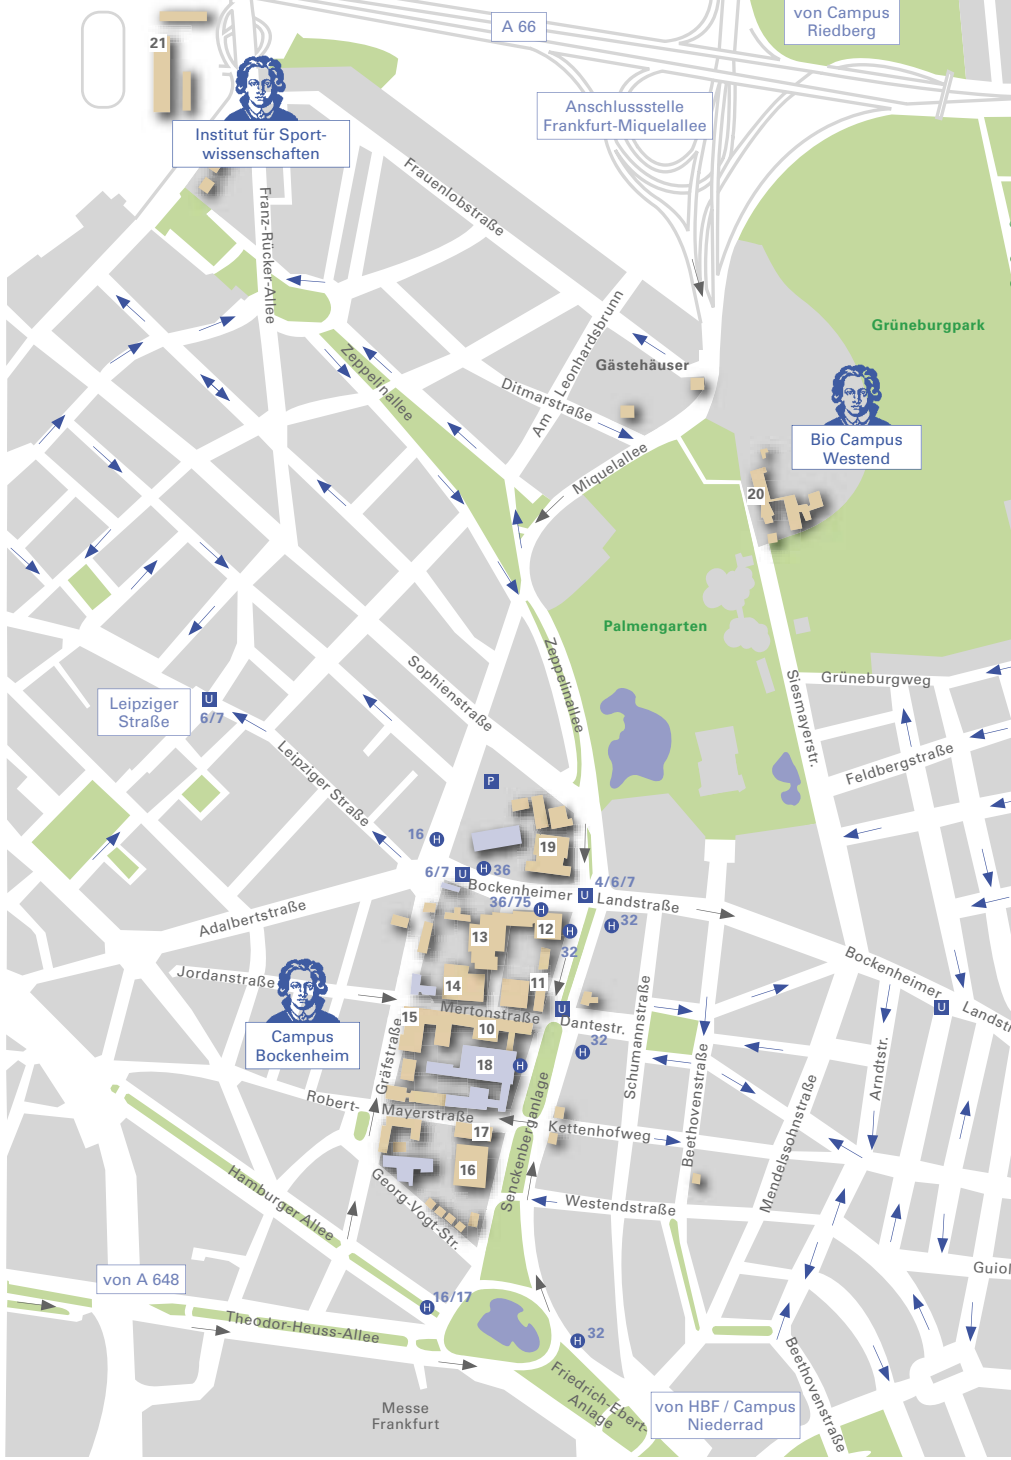 A 66
von Campus
Riedberg
21
Anschlussstelle
Frankfurt-Miquelallee
Institut für Sport-
wissenschaften
Frauenlobstraße
Franz-Rücker-Allee
Am Leonhardsbrunn
Grüneburgpark
Zeppelinallee
Gästehäuser
Ditmarstraße
Bio Campus
Westend
Miquelallee
20
Palmengarten
Zeppelinallee
Sophienstraße
Siesmayerstr.
Grüneburgweg
Leipziger
Straße
U
6/7
Feldbergstraße
Leipziger Straße
P
16
H
19
6/7
U
H
36
4/6/7
Bockenheimer
U
Landstraße
36/75
H
H
32
12
H
32
13
Adalbertstraße
Bockenheimer
Landstr
U
Jordanstraße
14
11
Mertonstraße
U
Dantestr.
15
10
Campus
Bockenheim
Gräfstraße
18
H
32
H
Schumannstraße
Beethovenstraße
Arndtstr.
Mendelssohnstraße
Robert-
Mayerstraße
Senckenberganlage
Kettenhofweg
17
16
Georg-Vogt-Str.
Hamburger Allee
Westendstraße
Guiol
von A 648
16/17
H
Theodor-Heuss-Allee
H
32
Friedrich-Ebert-
Anlage
Beethovenstraße
Messe
Frankfurt
von HBF / Campus
Niederrad